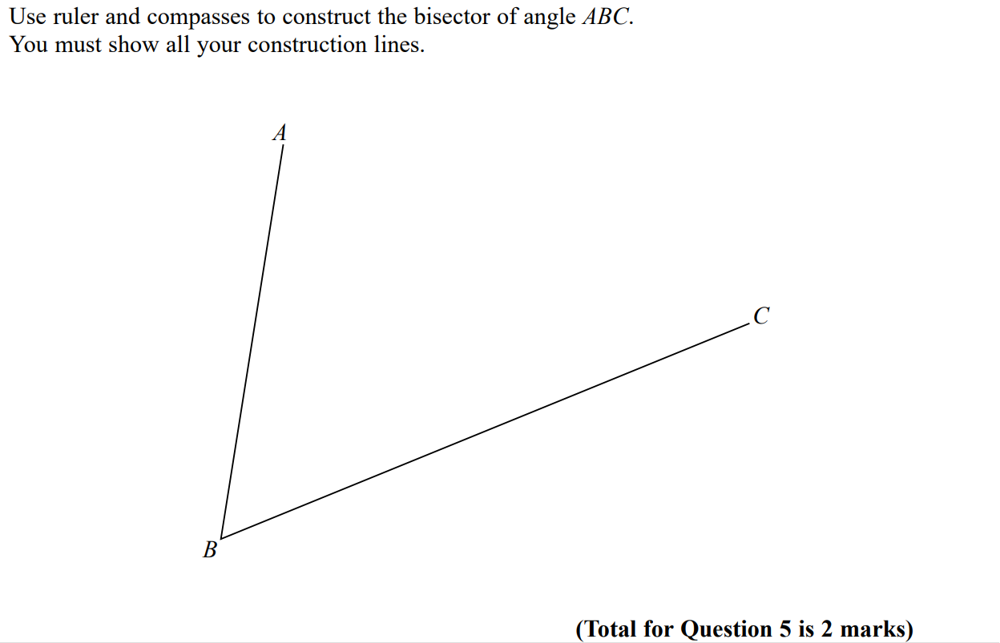 Use ruler and compasses to construct the bisector of angle ABC.
You must show all your construction lines.
A
C
B
(Total for Question 5 is 2 marks)